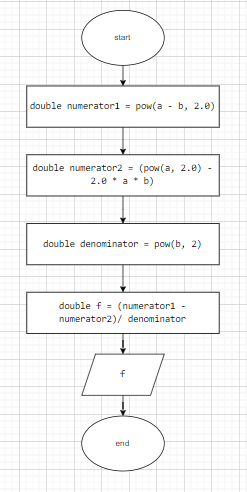 start
double numerator1 = pow(a - b, 2.0)
double numerator2 = (pow(a, 2.0) -
2.0 * a * b)
double denominator = pow(b, 2)
double f = (numerator1 -
numerator2)/ denominator
f
end